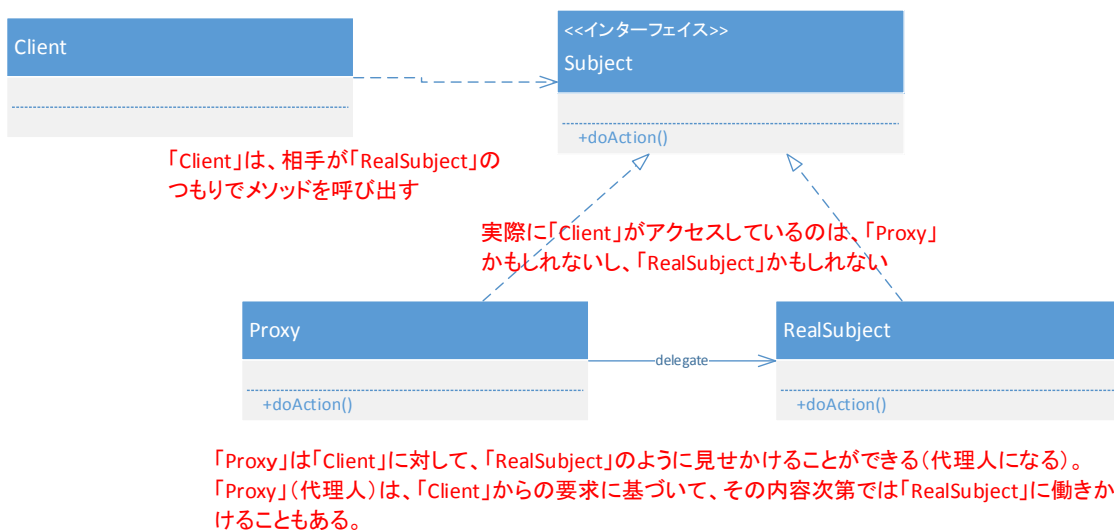 Client
<<インターフェイス>>
Subject
+doAction()
「Client」は、相手が「RealSubject」の
つもりでメソッドを呼び出す
実際に「Client」がアクセスしているのは、「Proxy」
かもしれないし、「RealSubject」かもしれない
Proxy
+doAction()
delegate
RealSubject
+doAction()
「Proxy」は「Client」に対して、「RealSubject」のように見せかけることができる(代理人になる)。
「Proxy」(代理人)は、「Client」からの要求に基づいて、その内容次第では「RealSubject」に働きか
けることもある。